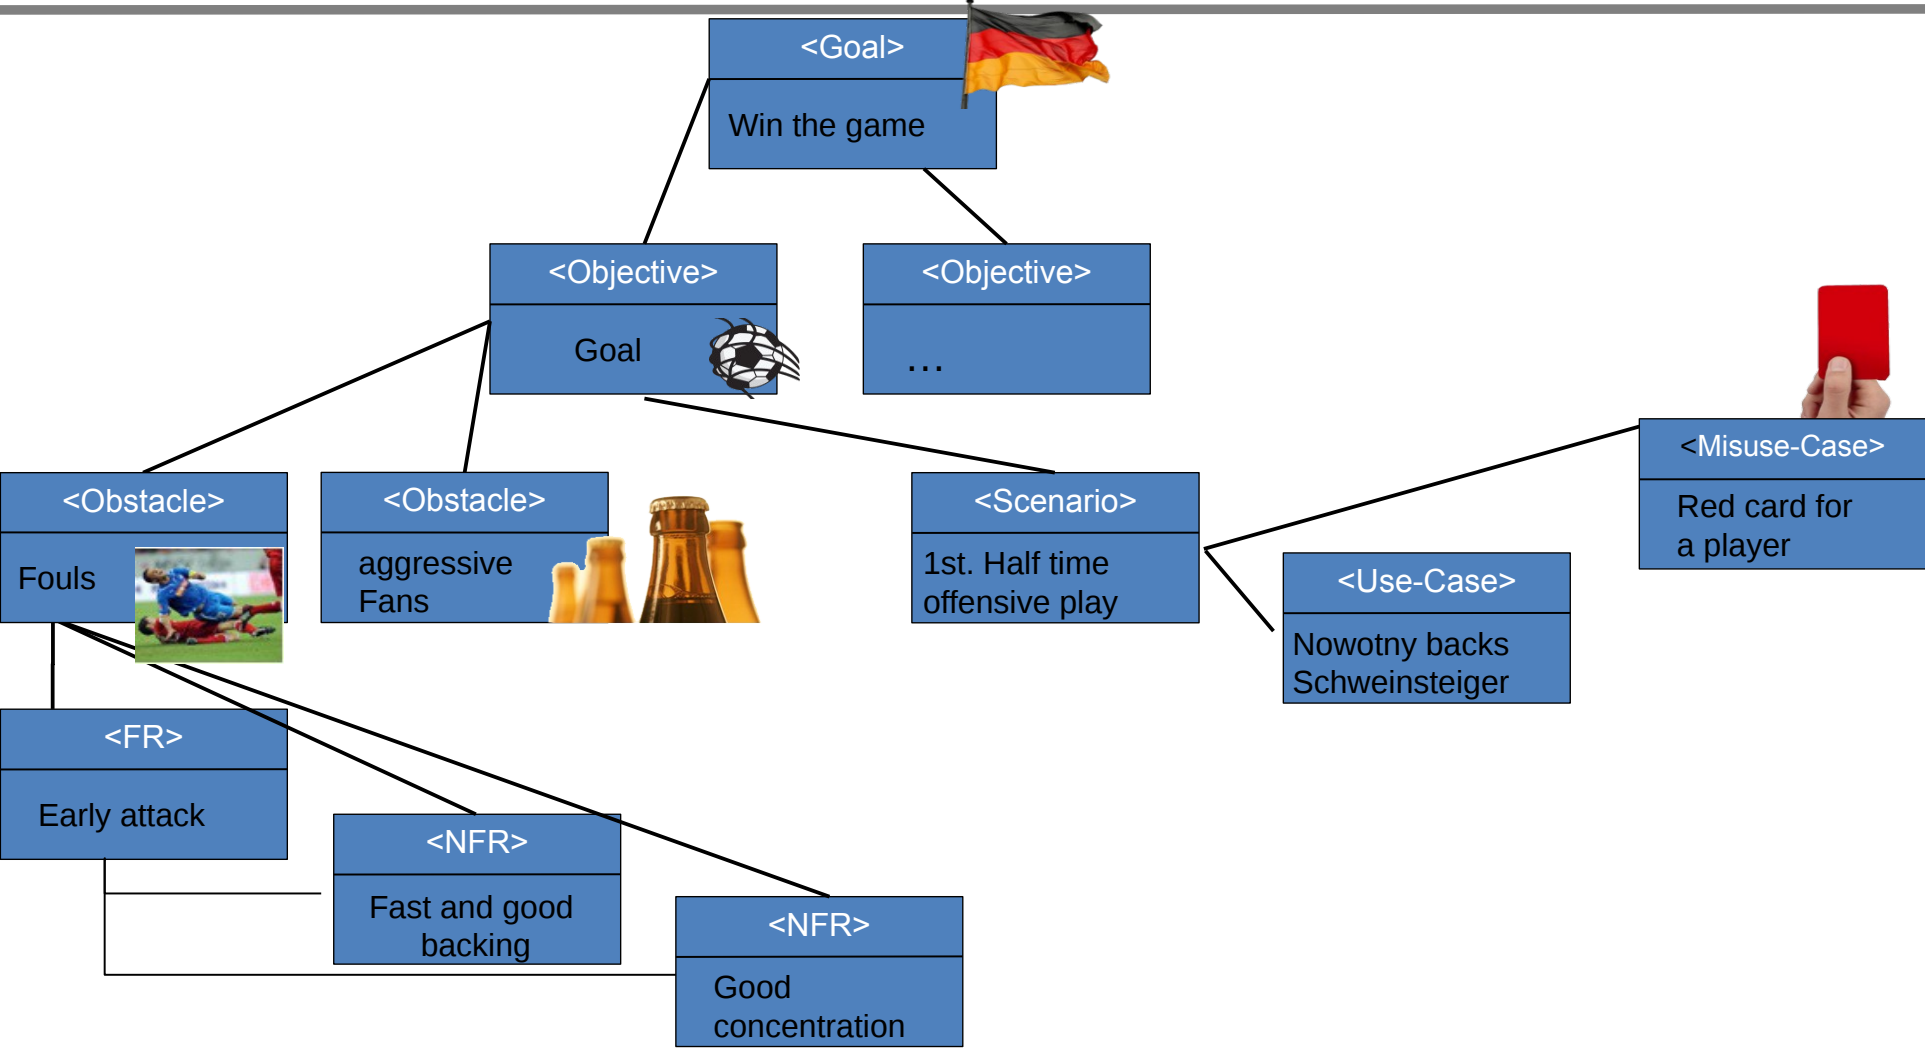 <Goal>
Win the game
<Objective>
Goal
<Objective>
...
<Misuse-Case>
Red card for
a player
<Obstacle>
Fouls
<Obstacle>
aggressive
Fans
<Scenario>
1st. Half time
offensive play
<Use-Case>
Nowotny backs
Schweinsteiger
<FR>
Early attack
<NFR>
Fast and good
backing
<NFR>
Good
concentration